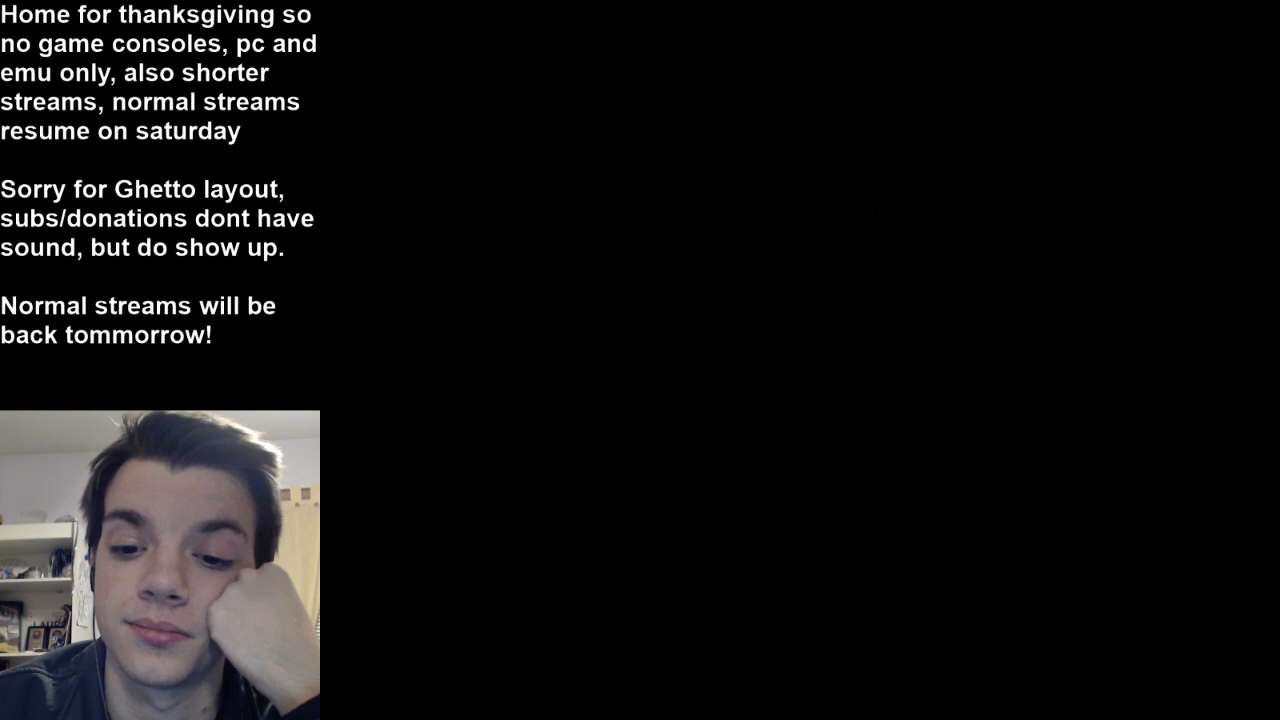 Home for thanksgiving so
no game consoles, pc and
emu only, also shorter
streams, normal streams
resume on saturday
Sorry for Ghetto layout,
subs/donations dont have
sound, but do show up.
Normal streams will be
back tommorrow!